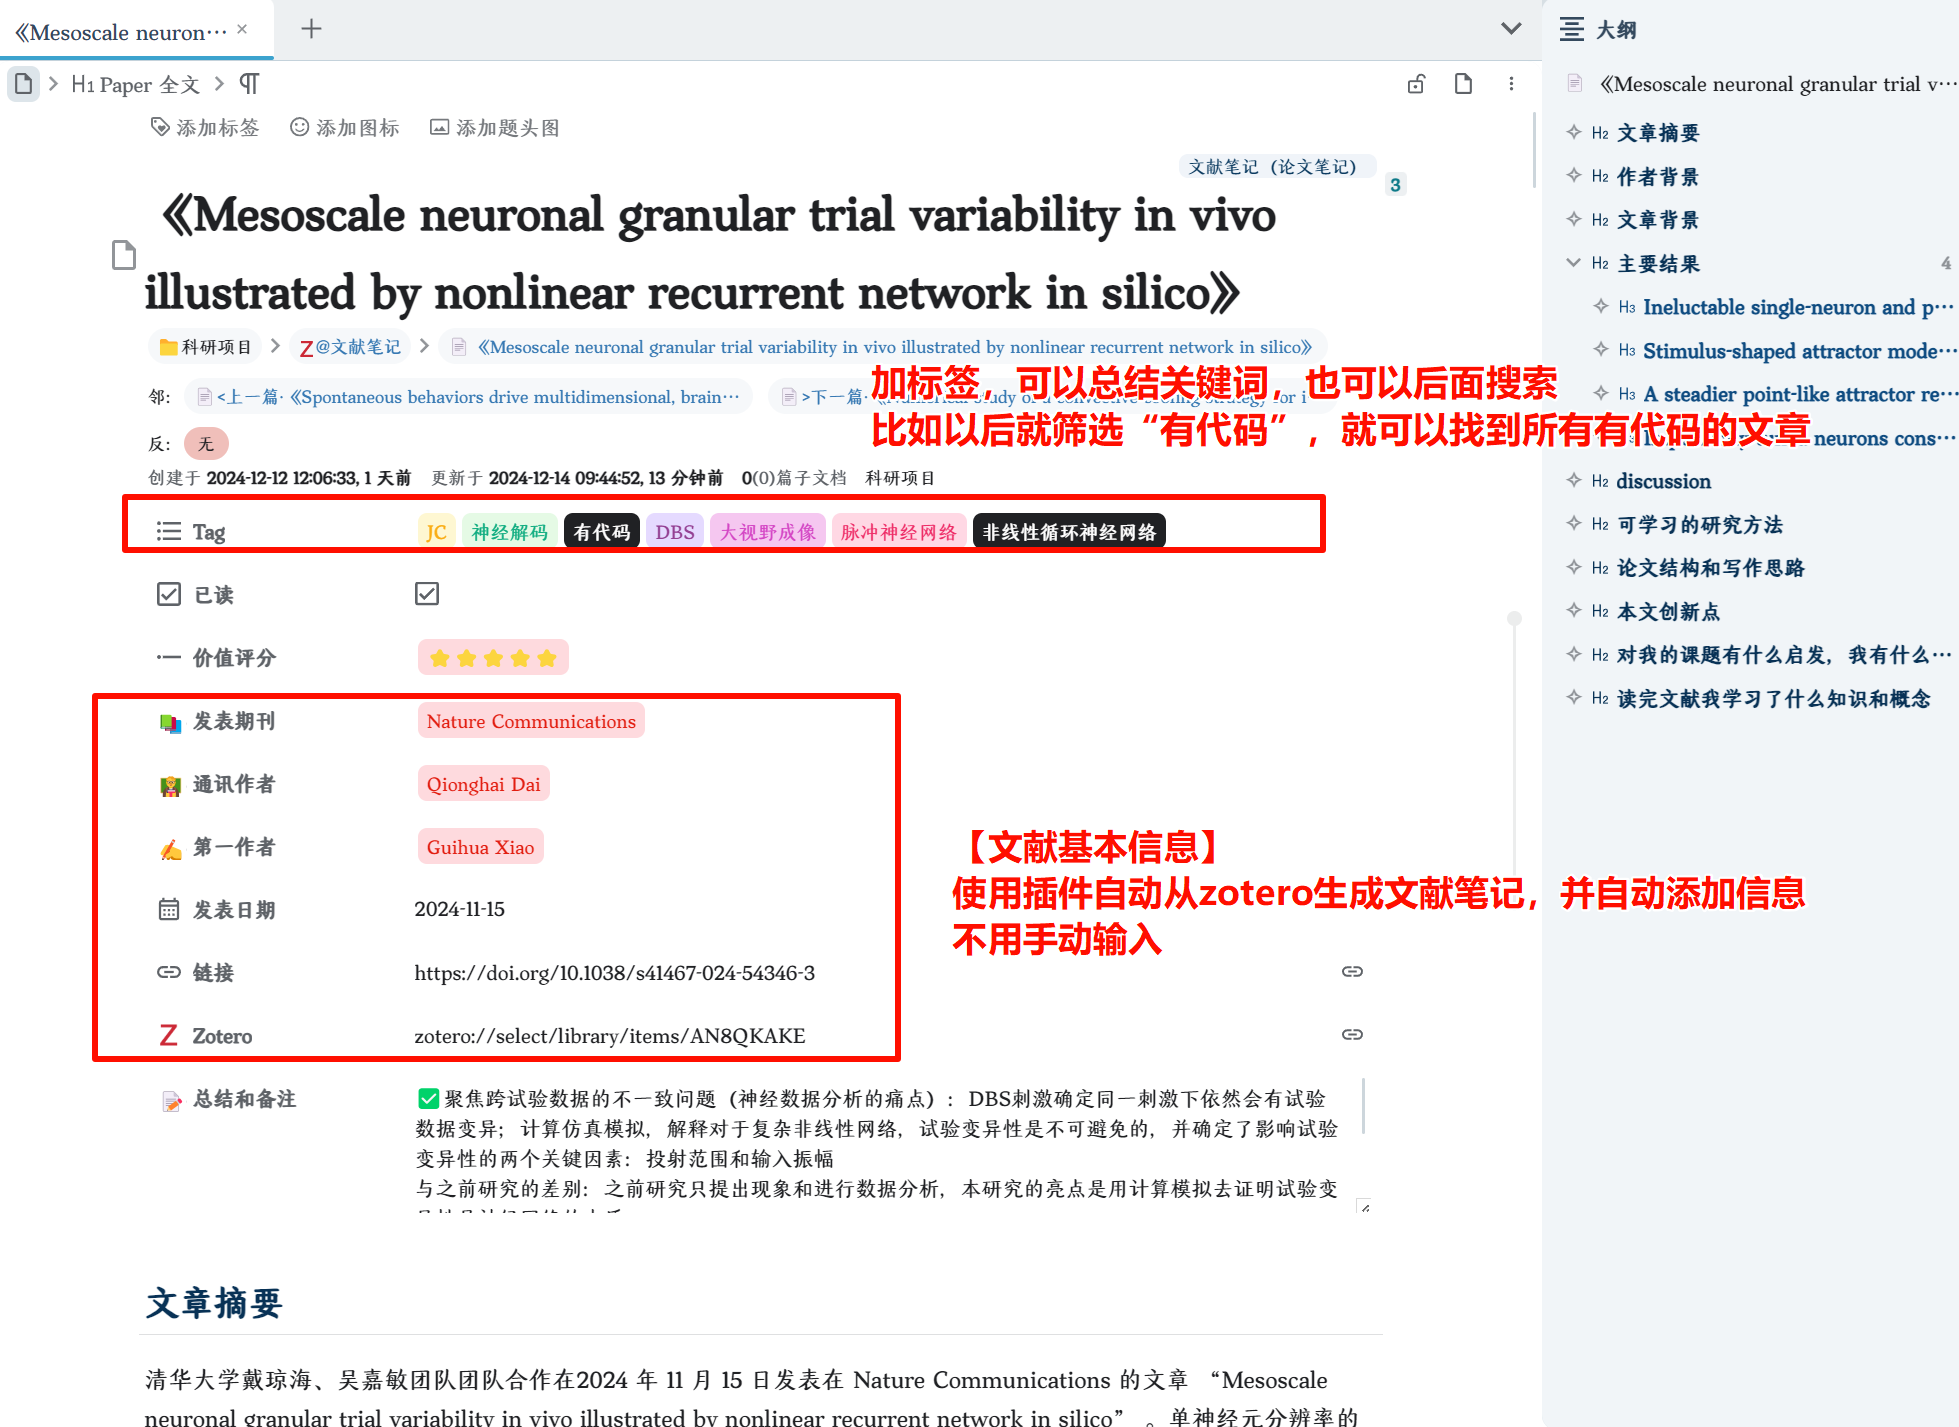 《Mesoscale neuron···
大纲
H1 Paper 全文
添加标签 添加图标 添加题头图
文献笔记（论文笔记）
3
《Mesoscale neuronal granular trial variability in vivo
illustrated by nonlinear recurrent network in silico》
科研项目 @文献笔记 《Mesoscale neuronal granular trial variability in vivo illustrated by nonlinear recurrent network in silico》
加标签，可以总结关键词，也可以后面搜索
比如以后就筛选“有代码”，就可以找到所有有代码的文章
邻: <上一篇·《Spontaneous behaviors drive multidimensional, brain··· >下一篇·
反: 无
创建于 2024-12-12 12:06:33, 1 天前 更新于 2024-12-14 09:44:52, 13 分钟前 0(0)篇子文档 科研项目
Tag JC 神经解码 有代码 DBS 大视野成像 脉冲神经网络 非线性循环神经网络
已读
价值评分
发表期刊 Nature Communications
通讯作者 Qionghai Dai
第一作者 Guihua Xiao
发表日期 2024-11-15
链接 https://doi.org/10.1038/s41467-024-54346-3
Z Zotero zotero://select/library/items/AN8QKAKE
【文献基本信息】
使用插件自动从zotero生成文献笔记，并自动添加信息
不用手动输入
总结和备注 聚焦跨试验数据的不一致问题（神经数据分析的痛点）：DBS刺激确定同一刺激下依然会有试验
数据变异；计算仿真模拟，解释对于复杂非线性网络，试验变异性是不可避免的，并确定了影响试验
变异性的两个关键因素：投射范围和输入振幅
与之前研究的差别：之前研究只提出现象和进行数据分析，本研究的亮点是用计算模拟去证明试验变
文章摘要
清华大学戴琼海、吴嘉敏团队团队合作在2024 年 11 月 15 日发表在 Nature Communications 的文章 “Mesoscale
neuronal granular trial variability in vivo illustrated by nonlinear recurrent network in silico” 。单神经元分辨率的
《Mesoscale neuronal granular trial v···
H2 文章摘要
H2 作者背景
H2 文章背景
H2 主要结果 4
H3 Ineluctable single-neuron and p···
H3 Stimulus-shaped attractor mode···
H3 A steadier point-like attractor re···
neurons cons···
H2 discussion
H2 可学习的研究方法
H2 论文结构和写作思路
H2 本文创新点
H2 对我的课题有什么启发，我有什么···
H2 读完文献我学习了什么知识和概念